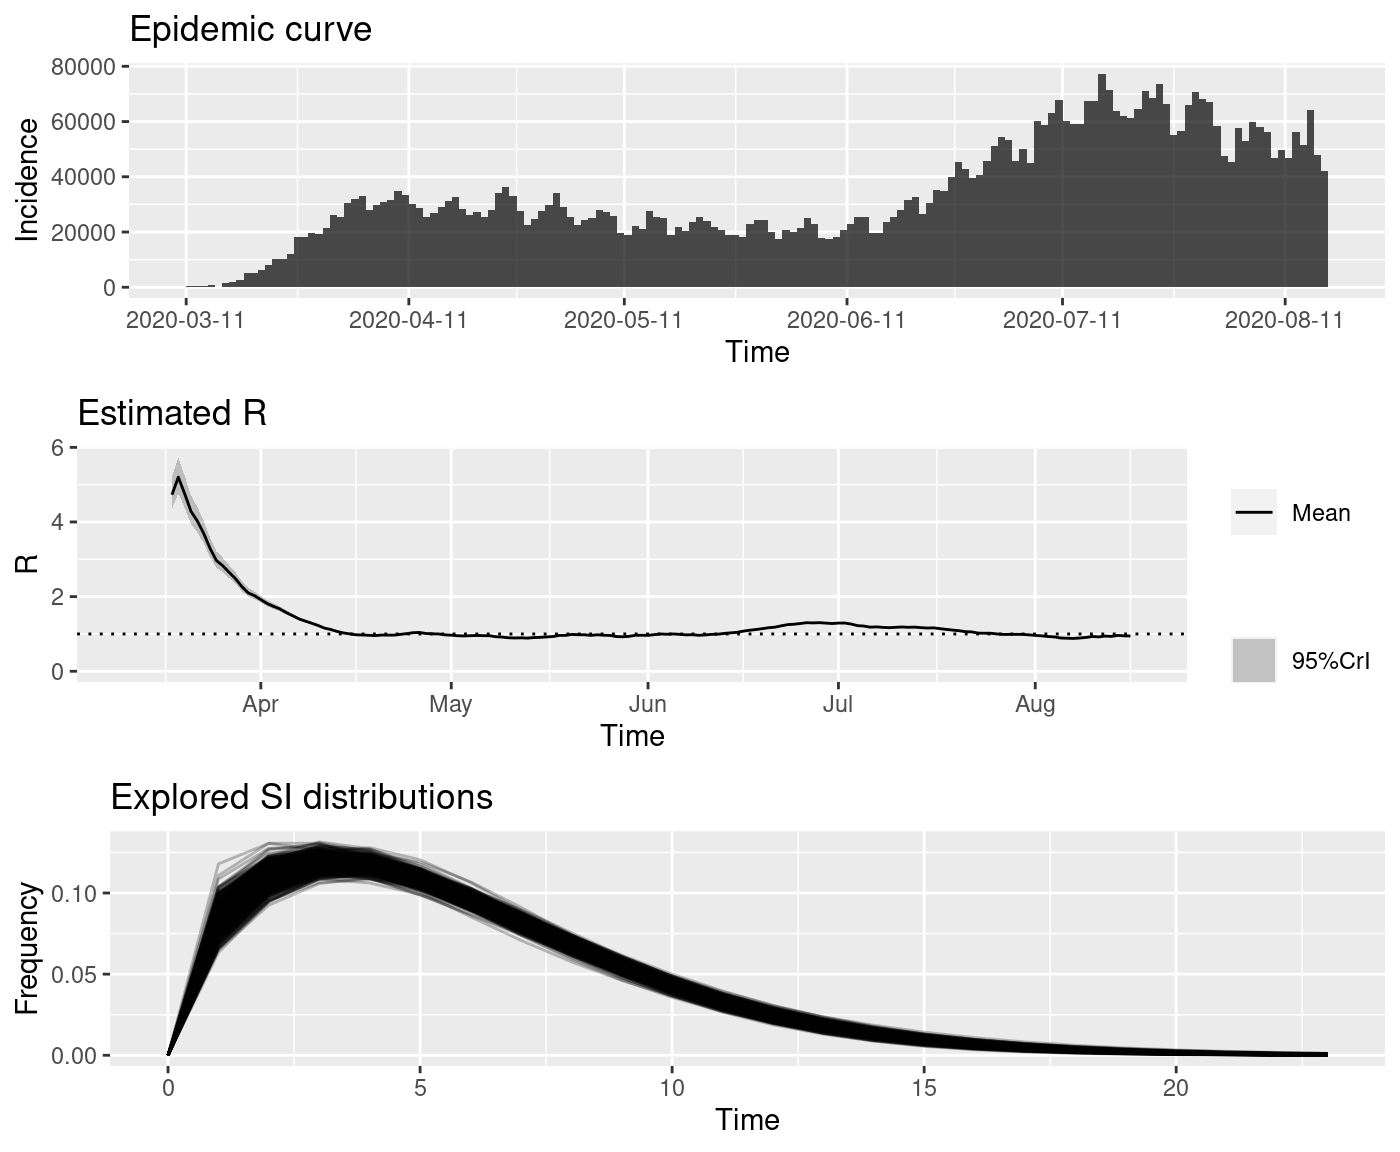 Epidemic curve
80000
60000
40000
20000
0
Incidence
2020-03-11 2020-04-11 2020-05-11 2020-06-11 2020-07-11 2020-08-11
Time
Estimated R
6
4
2
0
R
Apr May Jun Jul Aug
Time
Mean
95%CrI
Explored SI distributions
0.10
0.05
0.00
Frequency
0 5 10 15 20
Time